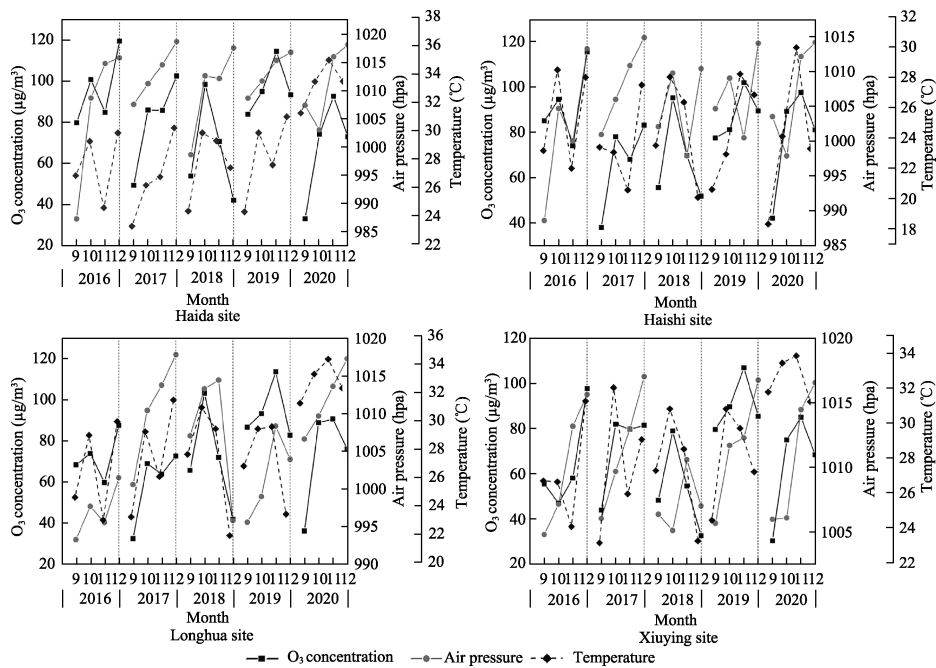 O₃ concentration (μg/m³)
120
100
80
60
40
20
1020
1015
1010
1005
1000
995
990
985
Air pressure (hpa)
38
36
34
32
30
28
26
24
22
Temperature (℃)
9 10 11 12 9 10 11 12 9 10 11 12 9 10 11 12 9 10 11 12
2016 2017 2018 2019 2020
Month
Haida site
O₃ concentration (μg/m³)
120
100
80
60
40
1015
1010
1005
1000
995
990
985
Air pressure (hpa)
32
30
28
26
24
22
20
18
Temperature (℃)
9 10 11 12 9 10 11 12 9 10 11 12 9 10 11 12 9 10 11 12
2016 2017 2018 2019 2020
Month
Haishi site
O₃ concentration (μg/m³)
120
100
80
60
40
20
1020
1015
1010
1005
1000
995
990
Air pressure (hpa)
36
34
32
30
28
26
24
22
20
Temperature (℃)
9 10 11 12 9 10 11 12 9 10 11 12 9 10 11 12 9 10 11 12
2016 2017 2018 2019 2020
Month
Longhua site
O₃ concentration (μg/m³)
120
100
80
60
40
20
1020
1015
1010
1005
Air pressure (hpa)
34
32
30
28
26
24
22
Temperature (℃)
9 10 11 12 9 10 11 12 9 10 11 12 9 10 11 12 9 10 11 12
2016 2017 2018 2019 2020
Month
Xiuying site
O₃ concentration Air pressure Temperature